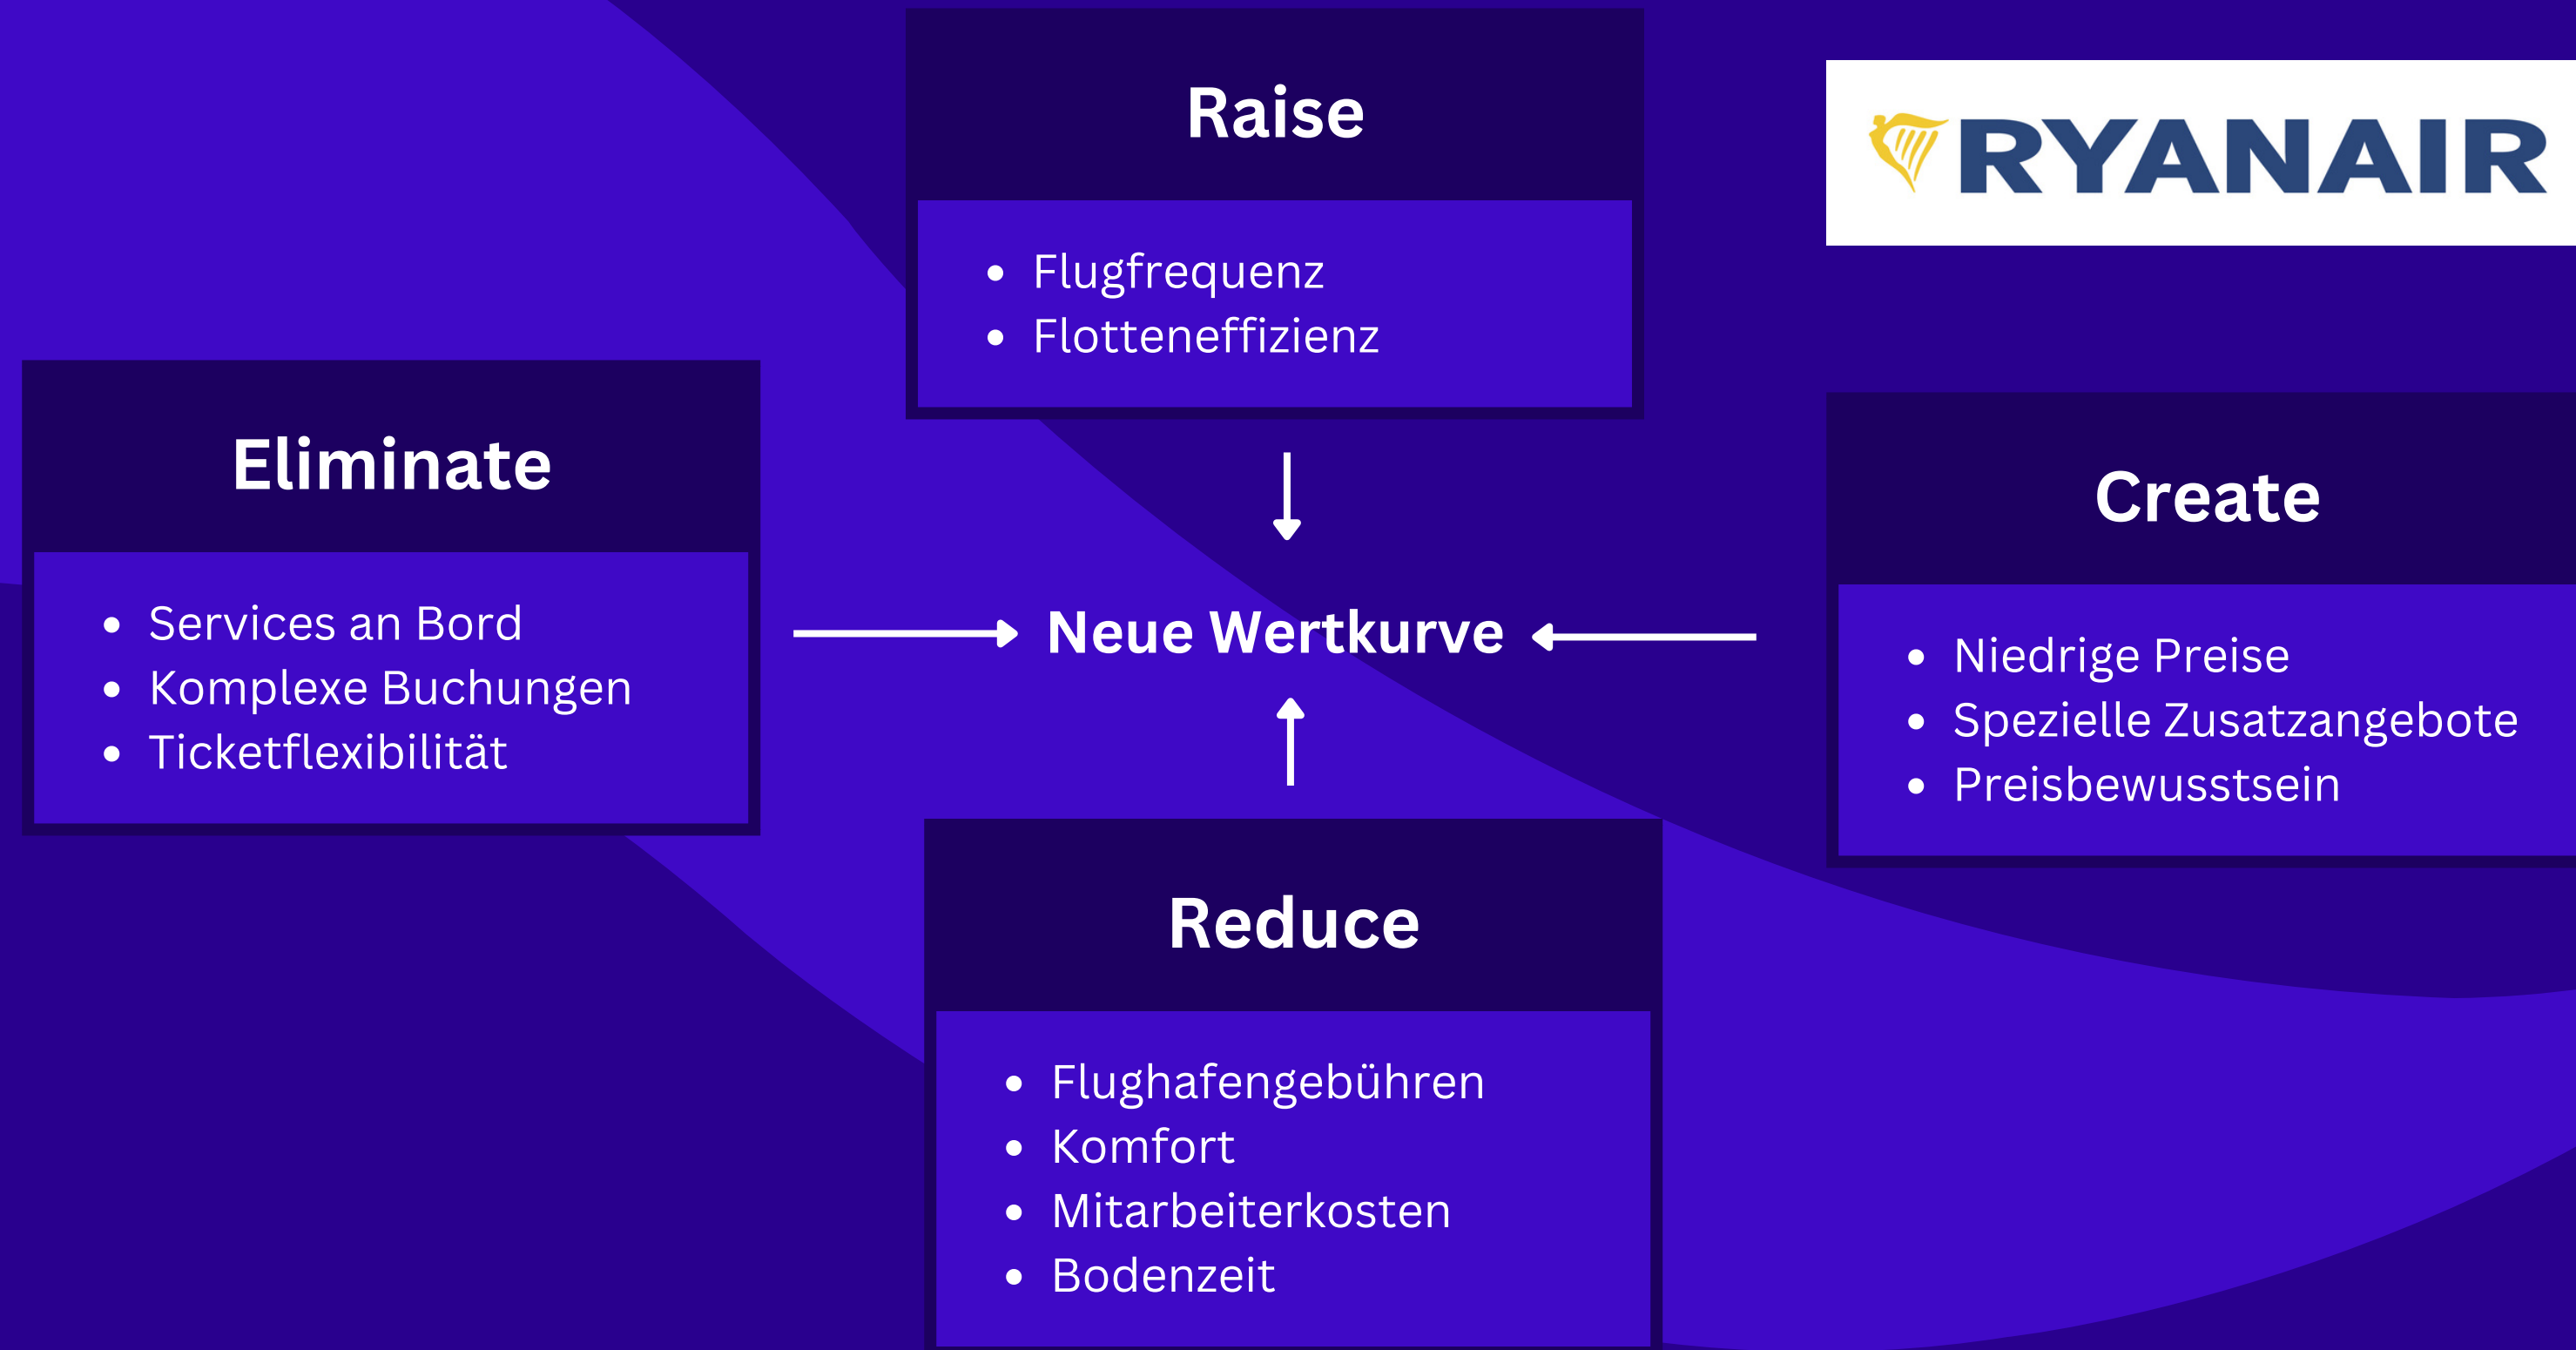 Raise
Flugfrequenz
Flotteneffizienz
RYANAIR
Eliminate
Services an Bord
Komplexe Buchungen
Ticketflexibilität
Neue Wertkurve
Create
Niedrige Preise
Spezielle Zusatzangebote
Preisbewusstsein
Reduce
Flughafengebühren
Komfort
Mitarbeiterkosten
Bodenzeit